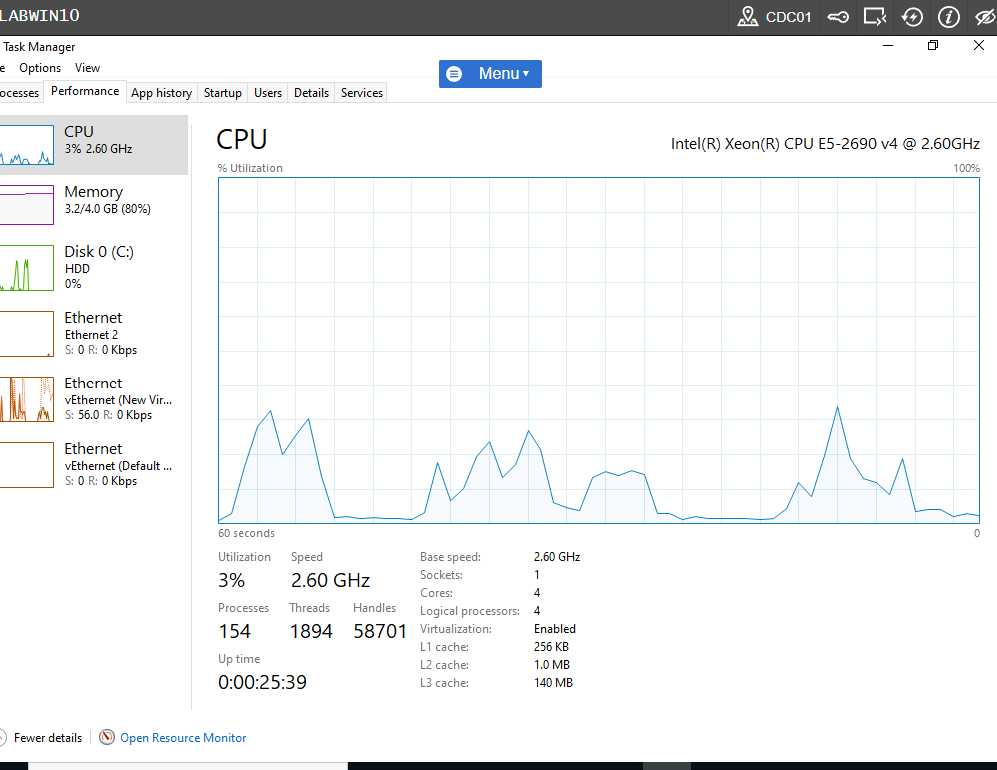 LABWIN10
CDC01
Task Manager
e Options View
Menu
ocesses Performance App history Startup Users Details Services
CPU
3% 2.60 GHz
Memory
3.2/4.0 GB (80%)
Disk 0 (C:)
HDD
0%
Ethernet
Ethernet 2
S: 0 R: 0 Kbps
Ethernet
vEthernet (New Vir...
S: 56.0 R: 0 Kbps
Ethernet
vEthernet (Default ...
S: 0 R: 0 Kbps
CPU
Intel(R) Xeon(R) CPU E5-2690 v4 @ 2.60GHz
% Utilization
100%
60 seconds
0
Utilization Speed
3% 2.60 GHz
Processes Threads Handles
154 1894 58701
Up time
0:00:25:39
Base speed: 2.60 GHz
Sockets: 1
Cores: 4
Logical processors: 4
Virtualization: Enabled
L1 cache: 256 KB
L2 cache: 1.0 MB
L3 cache: 140 MB
Fewer details
Open Resource Monitor